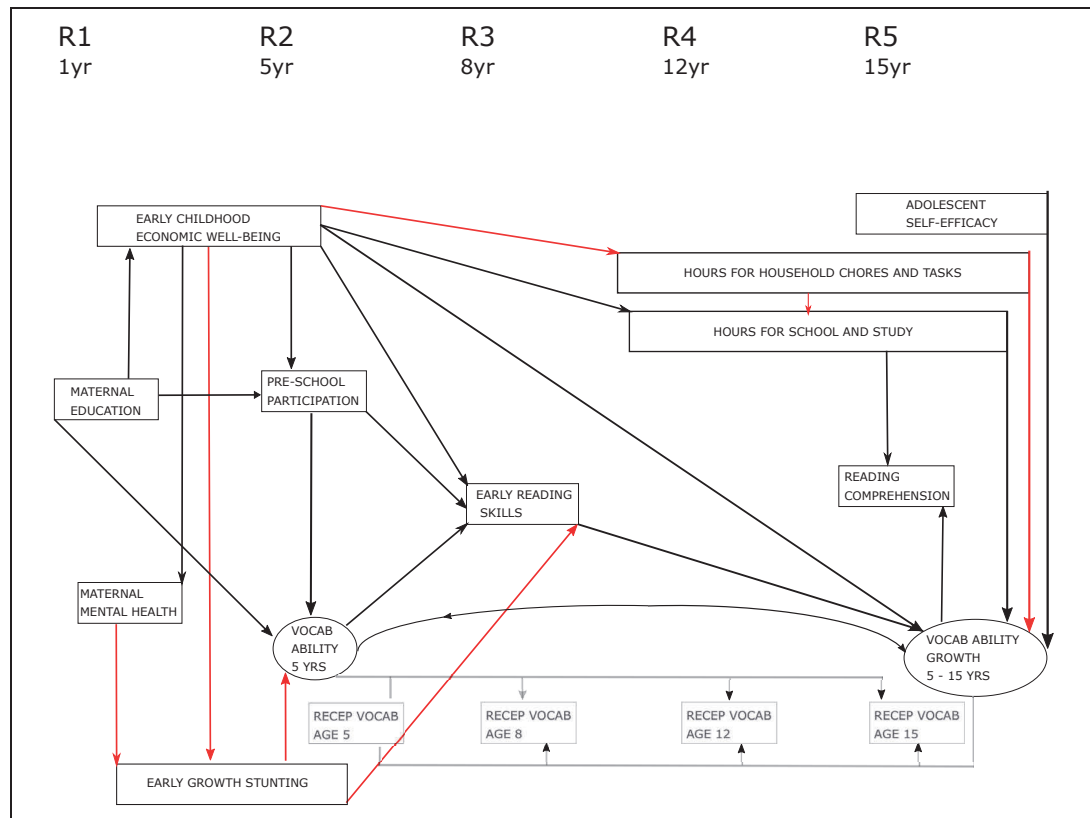 R1
1yr
R2
5yr
R3
8yr
R4
12yr
R5
15yr
ADOLESCENT
SELF-EFFICACY
EARLY CHILDHOOD
ECONOMIC WELL-BEING
HOURS FOR HOUSEHOLD CHORES AND TASKS
HOURS FOR SCHOOL AND STUDY
MATERNAL
EDUCATION
PRE-SCHOOL
PARTICIPATION
READING
COMPREHENSION
EARLY READING
SKILLS
MATERNAL
MENTAL HEALTH
VOCAB
ABILITY
5 YRS
VOCAB ABILITY
GROWTH
5 - 15 YRS
RECEP VOCAB
AGE 5
RECEP VOCAB
AGE 8
RECEP VOCAB
AGE 12
RECEP VOCAB
AGE 15
EARLY GROWTH STUNTING